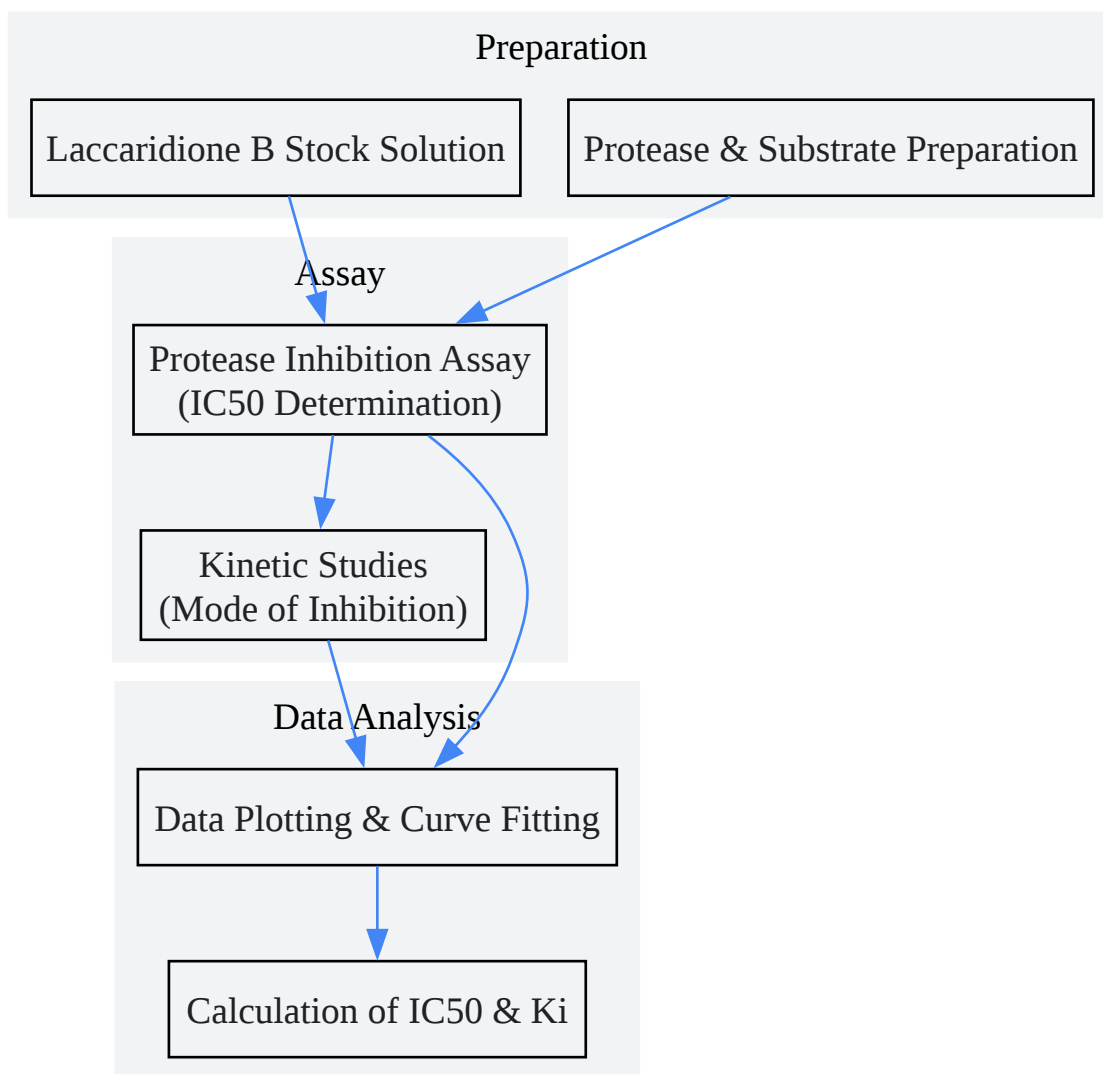 Preparation
Laccaridione B Stock Solution
Protease & Substrate Preparation
Assay
Protease Inhibition Assay
(IC50 Determination)
Kinetic Studies
(Mode of Inhibition)
Data Analysis
Data Plotting & Curve Fitting
Calculation of IC50 & Ki